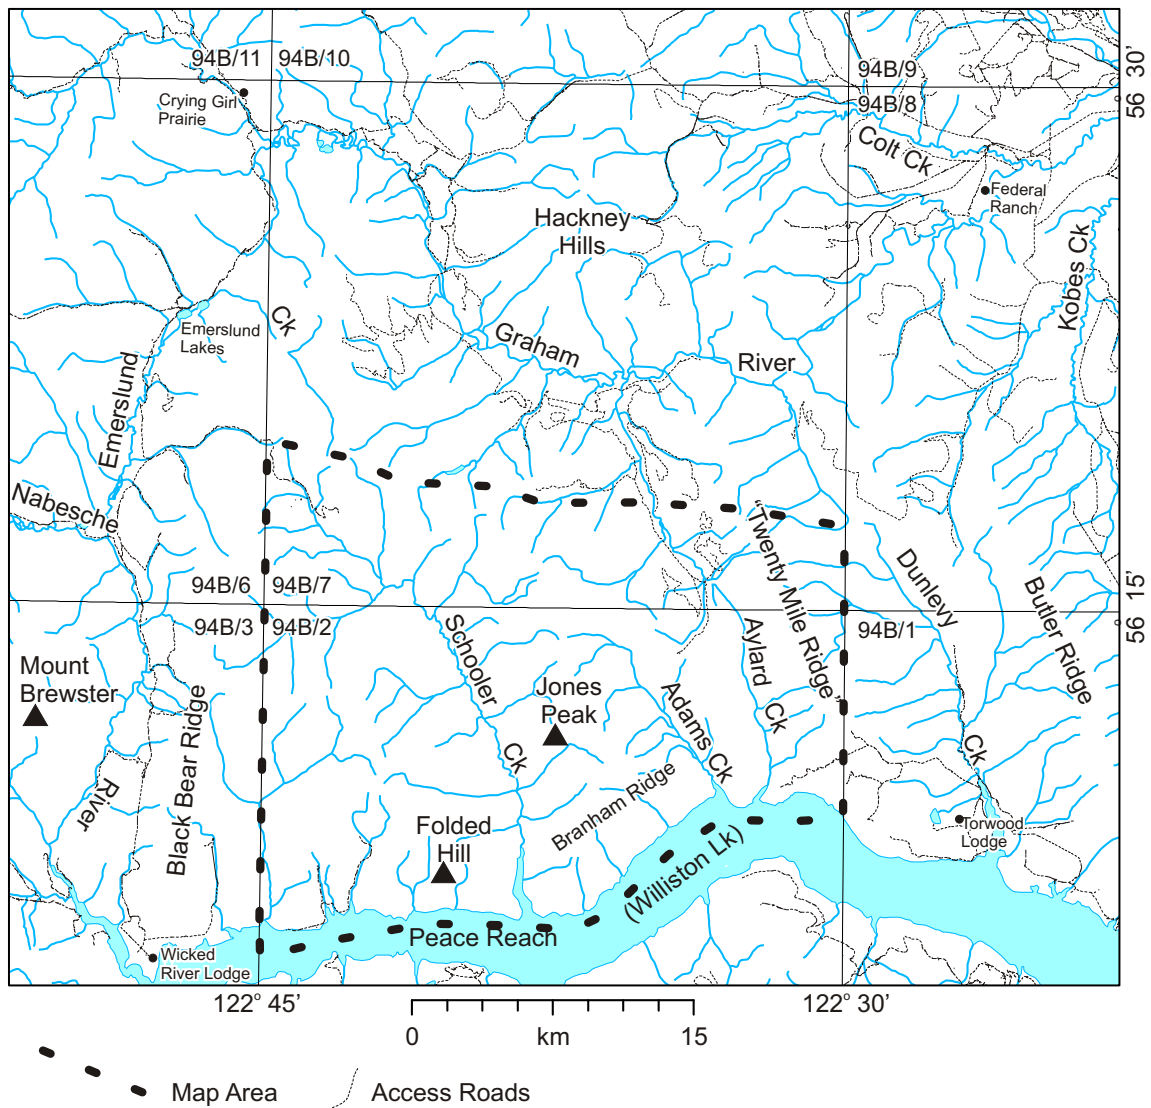 94B/11 94B/10
94B/9
94B/8
30’
56°
Crying Girl
Prairie
Colt Ck
Federal
Ranch
Hackney
Hills
Kobes Ck
Ck
Emerslund
Lakes
Graham
River
Emerslund
Nabesche
"Twenty Mile Ridge"
Dunlevy
Butler Ridge
94B/6 94B/7
94B/3 94B/2
94B/1
15’
56°
Schooler
Aylard Ck
Mount
Brewster
Jones
Peak
Adams Ck
Black Bear Ridge
Ck
Ck
River
Branham Ridge
Folded
Hill
Torwood
Lodge
(Williston Lk)
Peace Reach
Wicked
River Lodge
122° 45’
122° 30’
0 km 15
Map Area
Access Roads